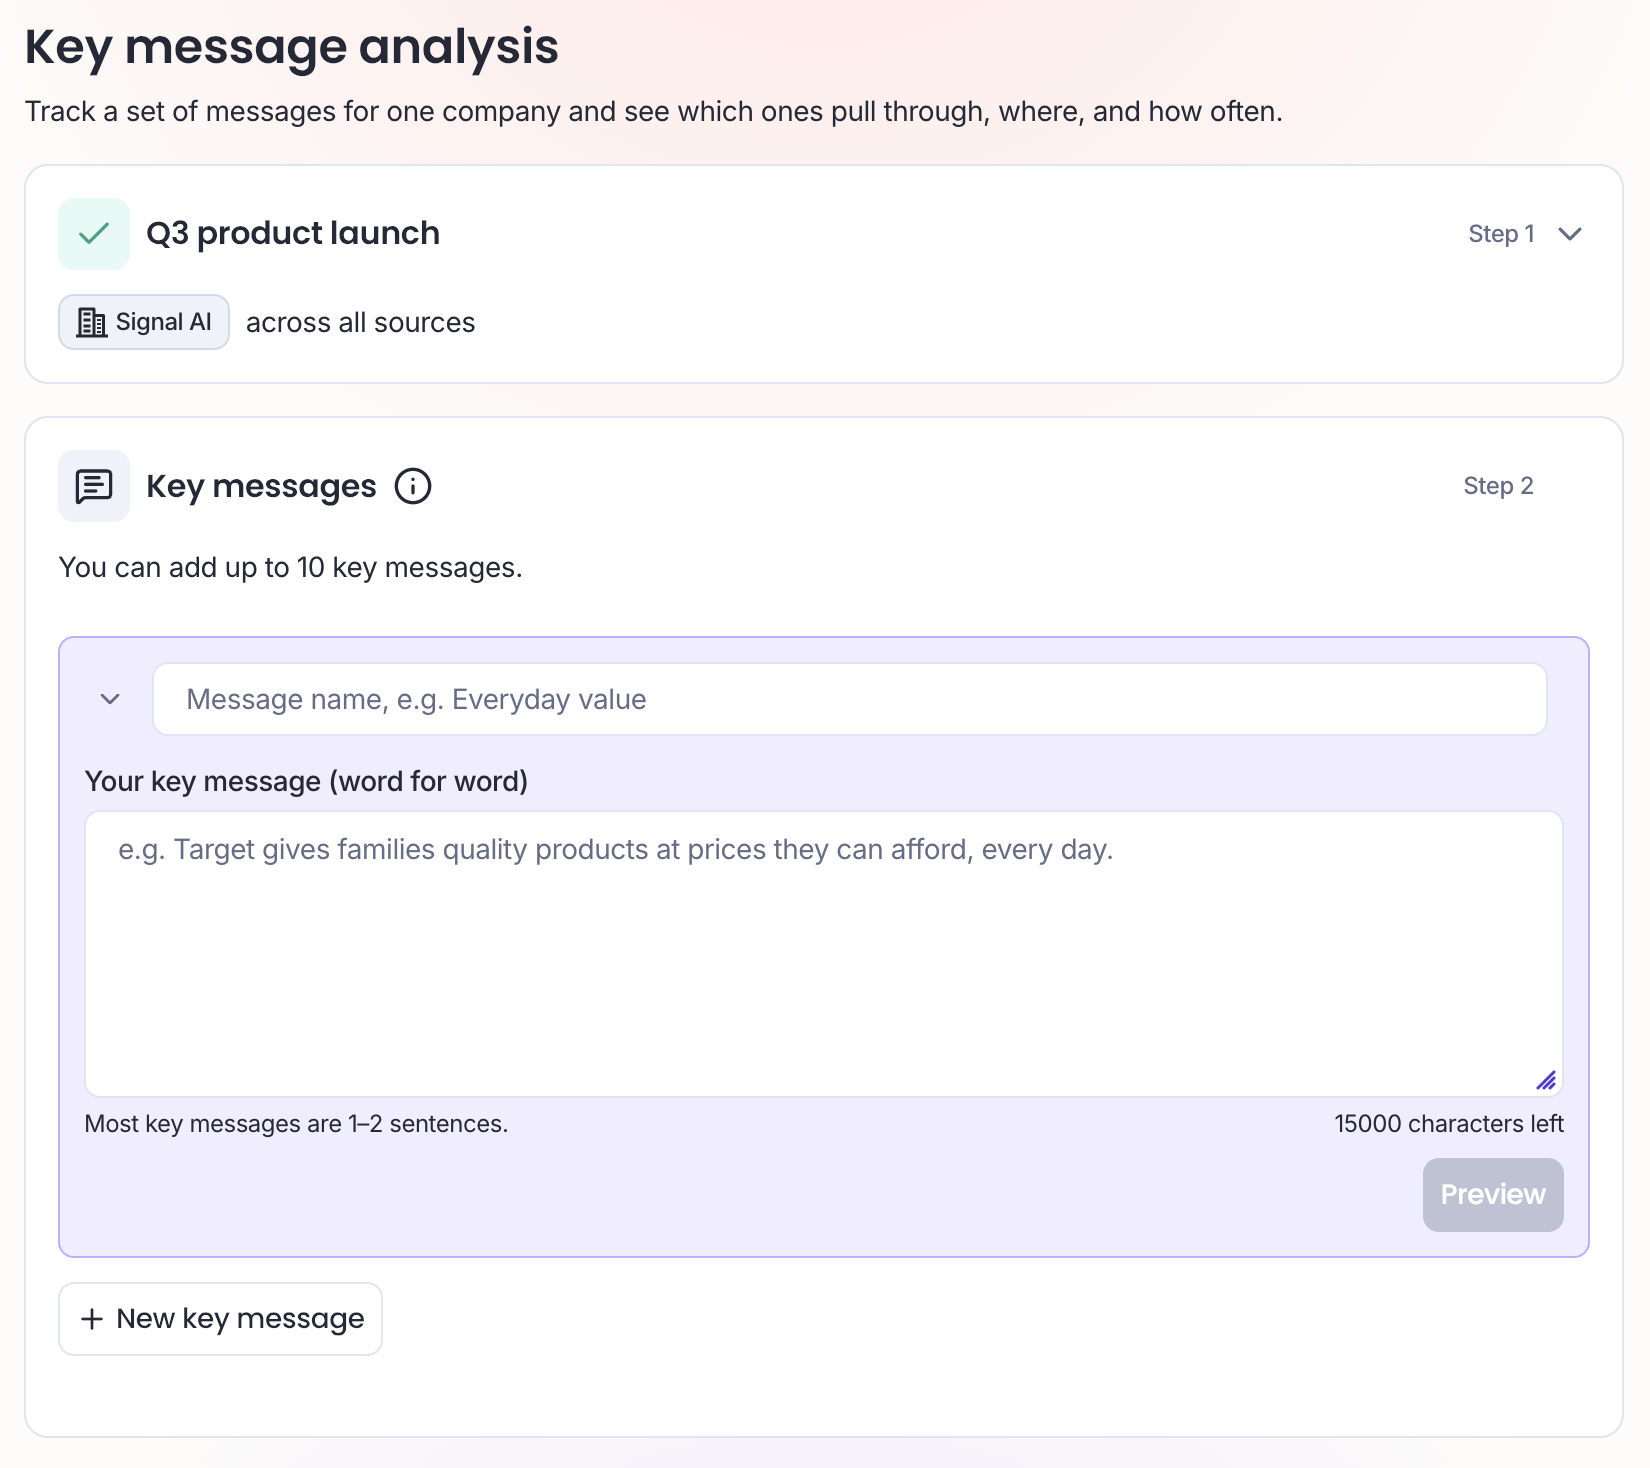 Key message analysis
Track a set of messages for one company and see which ones pull through, where, and how often.
Q3 product launch
Step 1
Signal AI across all sources
Key messages
Step 2
You can add up to 10 key messages.
Message name, e.g. Everyday value
Your key message (word for word)
e.g. Target gives families quality products at prices they can afford, every day.
Most key messages are 1–2 sentences.
15000 characters left
Preview
+ New key message